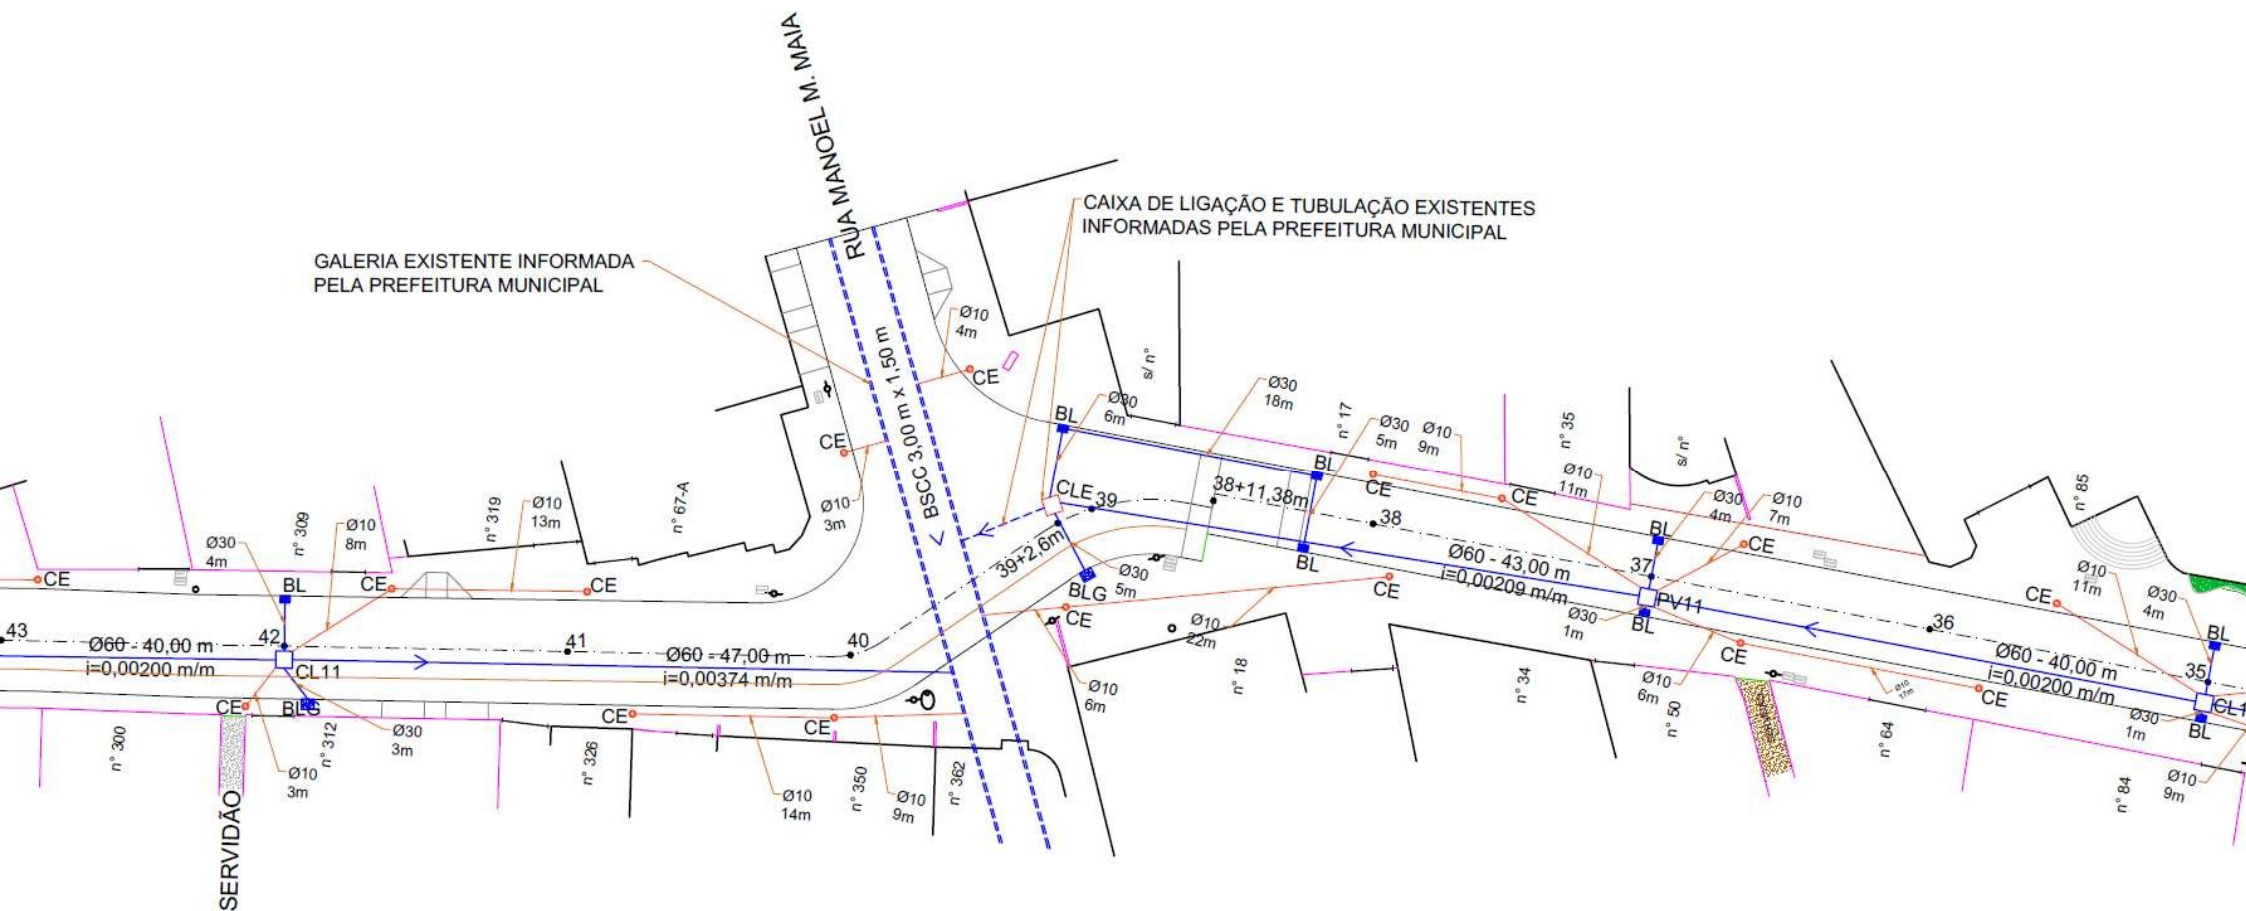 RUA MANOEL M. MAIA
CAIXA DE LIGAÇÃO E TUBULAÇÃO EXISTENTES
INFORMADAS PELA PREFEITURA MUNICIPAL
GALERIA EXISTENTE INFORMADA
PELA PREFEITURA MUNICIPAL
BSCC 3,00 m x 1,50 m
Ø10
4m
CE
CE
Ø10
3m
s/ n°
BL
Ø30
6m
Ø30
18m
n° 17
Ø30
5m
Ø10
9m
BL
CE
CE
n° 35
Ø10
11m
s/ n°
Ø30
4m
Ø10
7m
BL
CE
n° 85
CLE
39
38+11,38m
38
37
39+2,6m
Ø60 - 43,00 m
i=0,00209 m/m
BL
Ø30
5m
BLG
CE
CE
Ø10
22m
Ø10
6m
n° 18
n° 34
PV11
Ø30
1m
BL
CE
Ø10
6m
n° 50
Ø10
17m
CE
36
Ø60 - 40,00 m
i=0,00200 m/m
CE
Ø10
11m
Ø30
4m
BL
35
CL1
Ø30
1m
BL
n° 64
n° 84
Ø10
9m
CE
Ø30
4m
n° 309
BL
Ø10
8m
CE
n° 319
Ø10
13m
CE
n° 67-A
43
Ø60 - 40,00 m
i=0,00200 m/m
42
CL11
41
Ø60 - 47,00 m
i=0,00374 m/m
40
CE
BLG
Ø30
3m
n° 300
n° 312
Ø10
3m
SERVIDÃO
n° 326
CE
CE
Ø10
14m
n° 350
Ø10
9m
n° 362